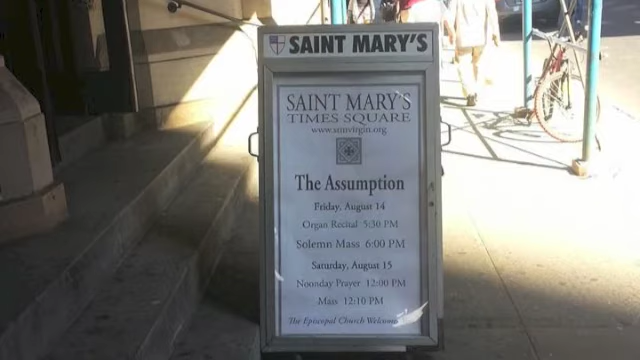 SAINT MARY'S
SAINT MARY'S
TIMES SQUARE
www.stmvirgin.org
The Assumption
Friday, August 14
Organ Recital 5:30 PM
Solemn Mass 6:00 PM
Saturday, August 15
Noonday Prayer 12:00 PM
Mass 12:10 PM
The Episcopal Church Welcomes